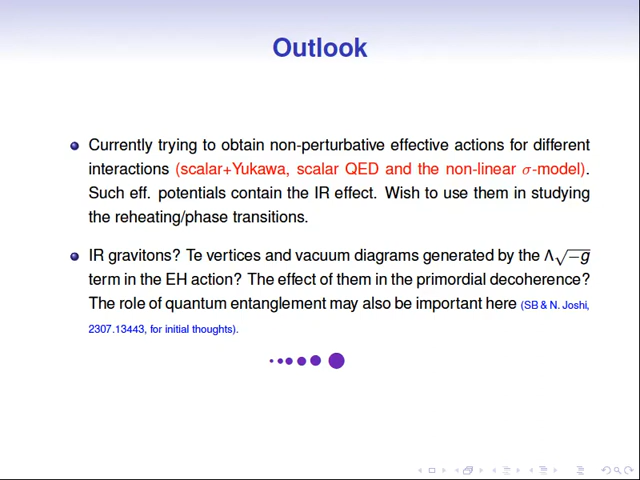 Outlook
Currently trying to obtain non-perturbative effective actions for different
interactions (scalar+Yukawa, scalar QED and the non-linear σ-model).
Such eff. potentials contain the IR effect. Wish to use them in studying
the reheating/phase transitions.
IR gravitons? Te vertices and vacuum diagrams generated by the Λ√−g
term in the EH action? The effect of them in the primordial decoherence?
The role of quantum entanglement may also be important here (SB & N. Joshi,
2307.13443, for initial thoughts).